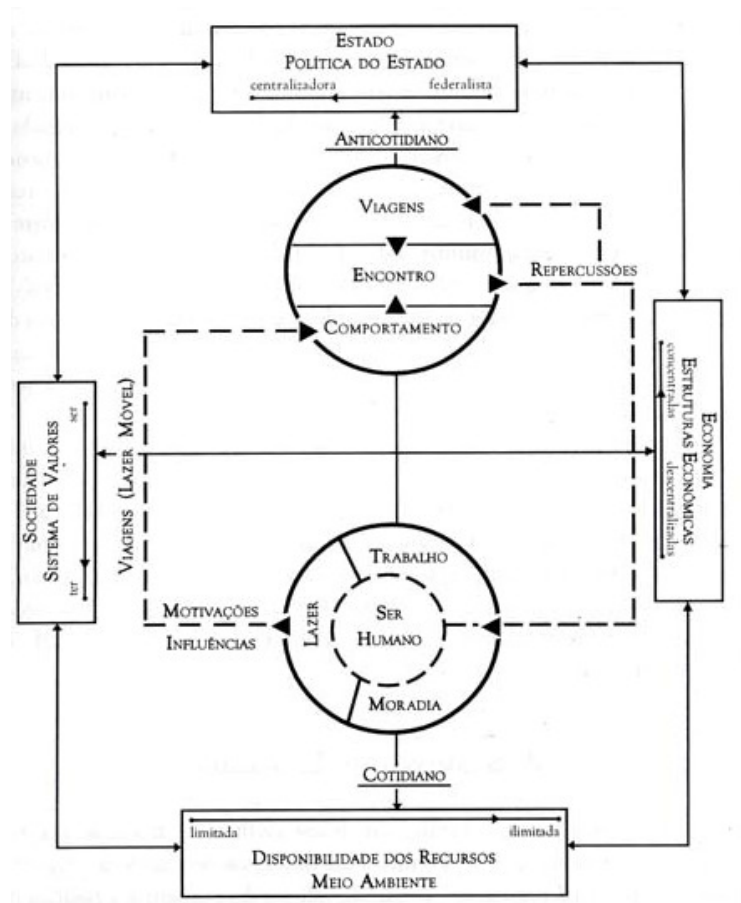 ESTADO
POLÍTICA DO ESTADO
centralizadora federalista
ANTICOTIDIANO
VIAGENS
ENCONTRO
REPERCUSSÕES
COMPORTAMENTO
SOCIEDADE
SISTEMA DE VALORES
ser
ter
VIAGENS (LAZER MÓVEL)
ECONOMIA
ESTRUTURAS ECONÔMICAS
concentradas descentralizadas
TRABALHO
LAZER
SER
HUMANO
MORADIA
MOTIVAÇÕES
INFLUÊNCIAS
COTIDIANO
limitada ilimitada
DISPONIBILIDADE DOS RECURSOS
MEIO AMBIENTE